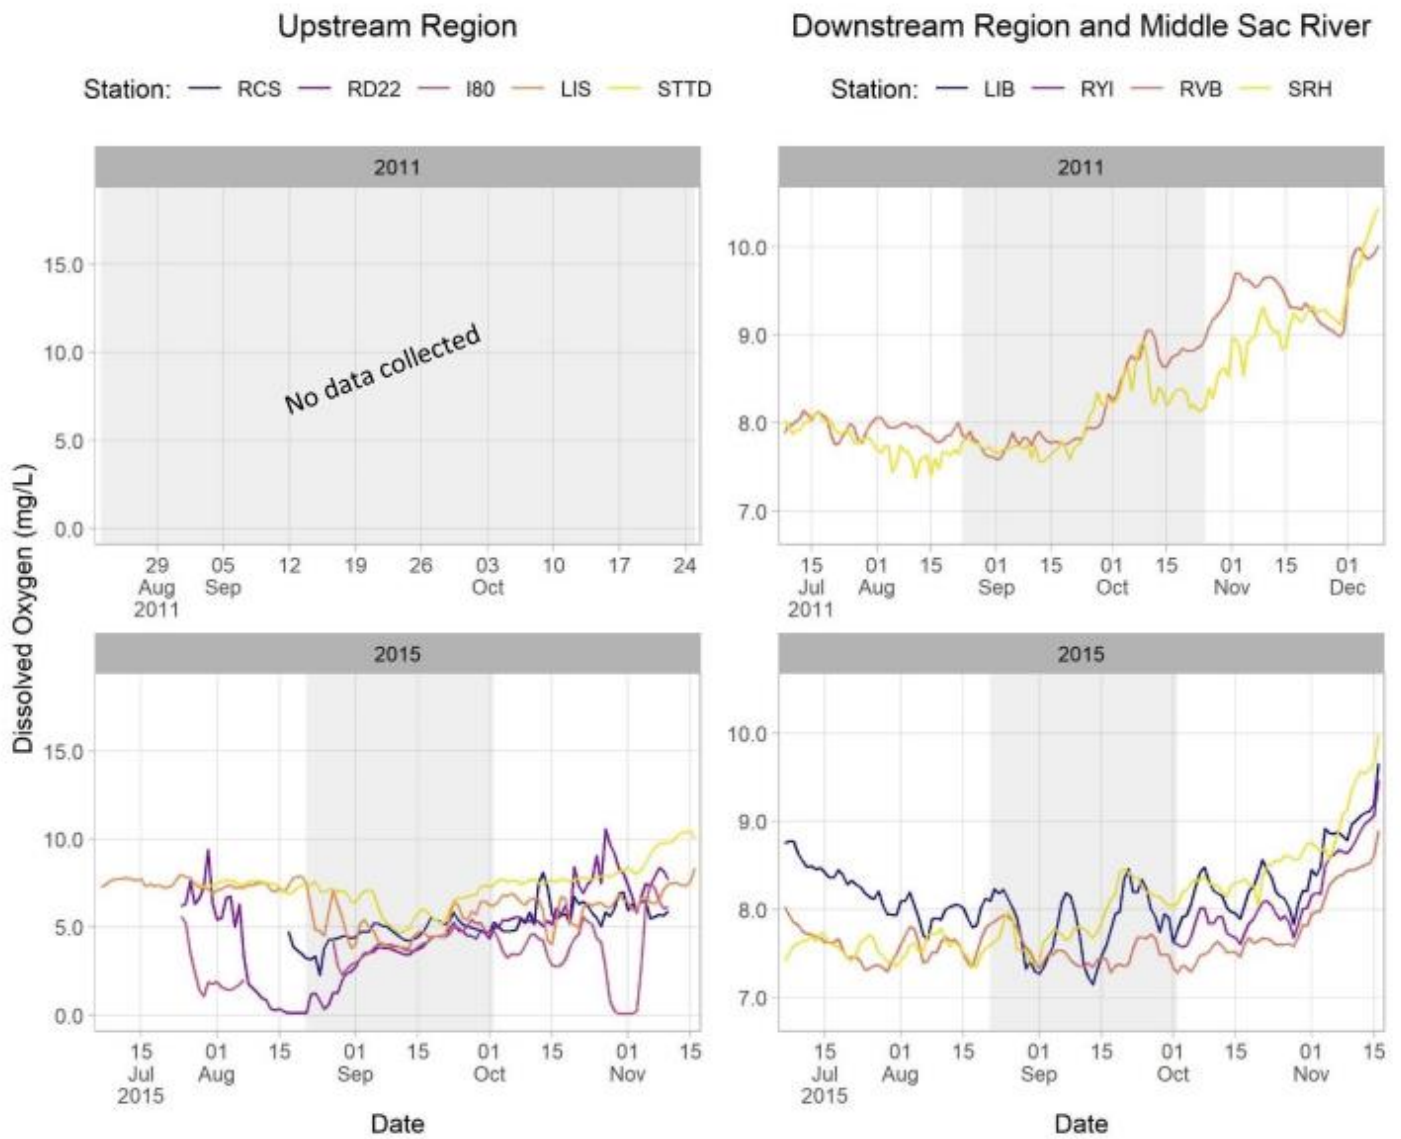 Upstream Region
Downstream Region and Middle Sac River
Station: RCS RD22 I80 LIS STTD
Station: LIB RYI RVB SRH
Dissolved Oxygen (mg/L)
2011
15.0
10.0
5.0
0.0
No data collected
29 05 12 19 26 03 10 17 24
Aug Sep Oct
2011
2011
10.0
9.0
8.0
7.0
15 01 15 01 15 01 15 01 15 01
Jul Aug Sep Oct Nov Dec
2011
2015
15.0
10.0
5.0
0.0
15 01 15 01 15 01 15 01 15
Jul Aug Sep Oct Nov
2015
Date
2015
10.0
9.0
8.0
7.0
15 01 15 01 15 01 15 01 15
Jul Aug Sep Oct Nov
2015
Date